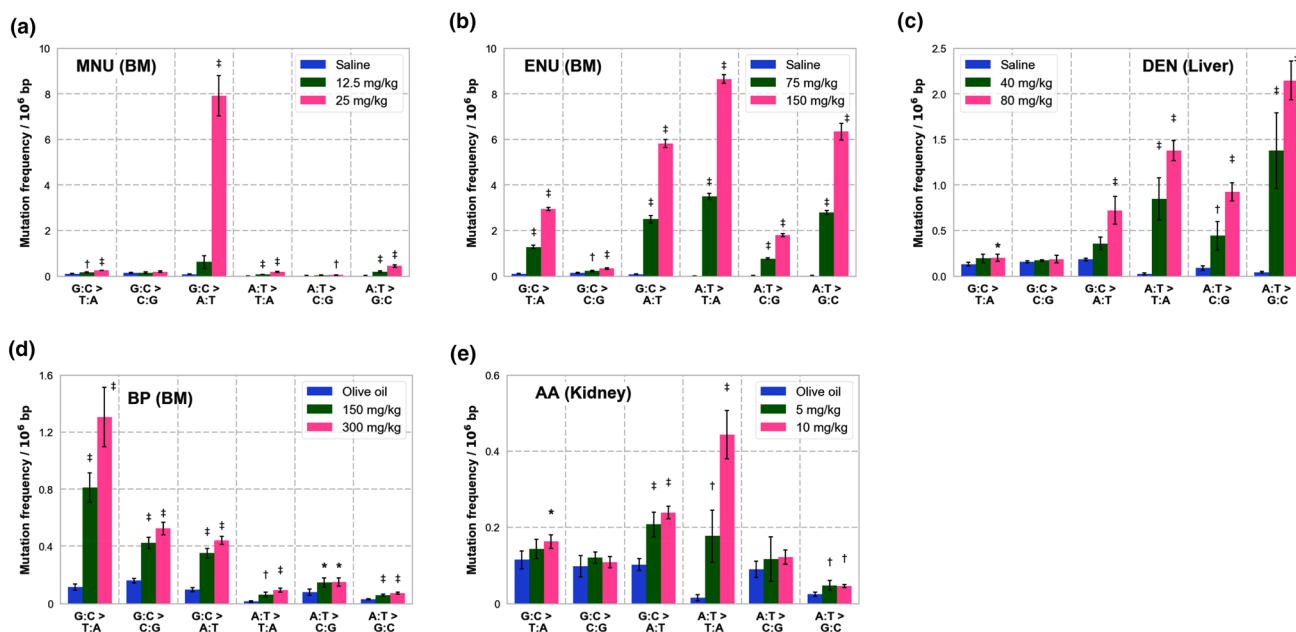 (a)
MNU (BM)
Saline
12.5 mg/kg
25 mg/kg
Mutation frequency / 10⁶ bp
10
8
6
4
2
0
† ‡
‡
‡
†
‡ ‡
G:C > G:C > G:C > A:T > A:T > A:T >
T:A C:G A:T T:A C:G G:C
(b)
ENU (BM)
Saline
75 mg/kg
150 mg/kg
Mutation frequency / 10⁶ bp
10
8
6
4
2
0
‡ ‡
† ‡
‡ ‡
‡ ‡
‡ ‡
‡ ‡
G:C > G:C > G:C > A:T > A:T > A:T >
T:A C:G A:T T:A C:G G:C
(c)
DEN (Liver)
Saline
40 mg/kg
80 mg/kg
Mutation frequency / 10⁶ bp
2.5
2.0
1.5
1.0
0.5
0.0
*
‡
‡ ‡
† ‡
‡
G:C > G:C > G:C > A:T > A:T > A:T >
T:A C:G A:T T:A C:G G:C
(d)
BP (BM)
Olive oil
150 mg/kg
300 mg/kg
Mutation frequency / 10⁶ bp
1.6
1.2
0.8
0.4
0
‡ ‡
‡ ‡
‡ ‡
† ‡
* *
‡ ‡
G:C > G:C > G:C > A:T > A:T > A:T >
T:A C:G A:T T:A C:G G:C
(e)
AA (Kidney)
Olive oil
5 mg/kg
10 mg/kg
Mutation frequency / 10⁶ bp
0.6
0.4
0.2
0
*
‡ ‡
† ‡
† †
G:C > G:C > G:C > A:T > A:T > A:T >
T:A C:G A:T T:A C:G G:C